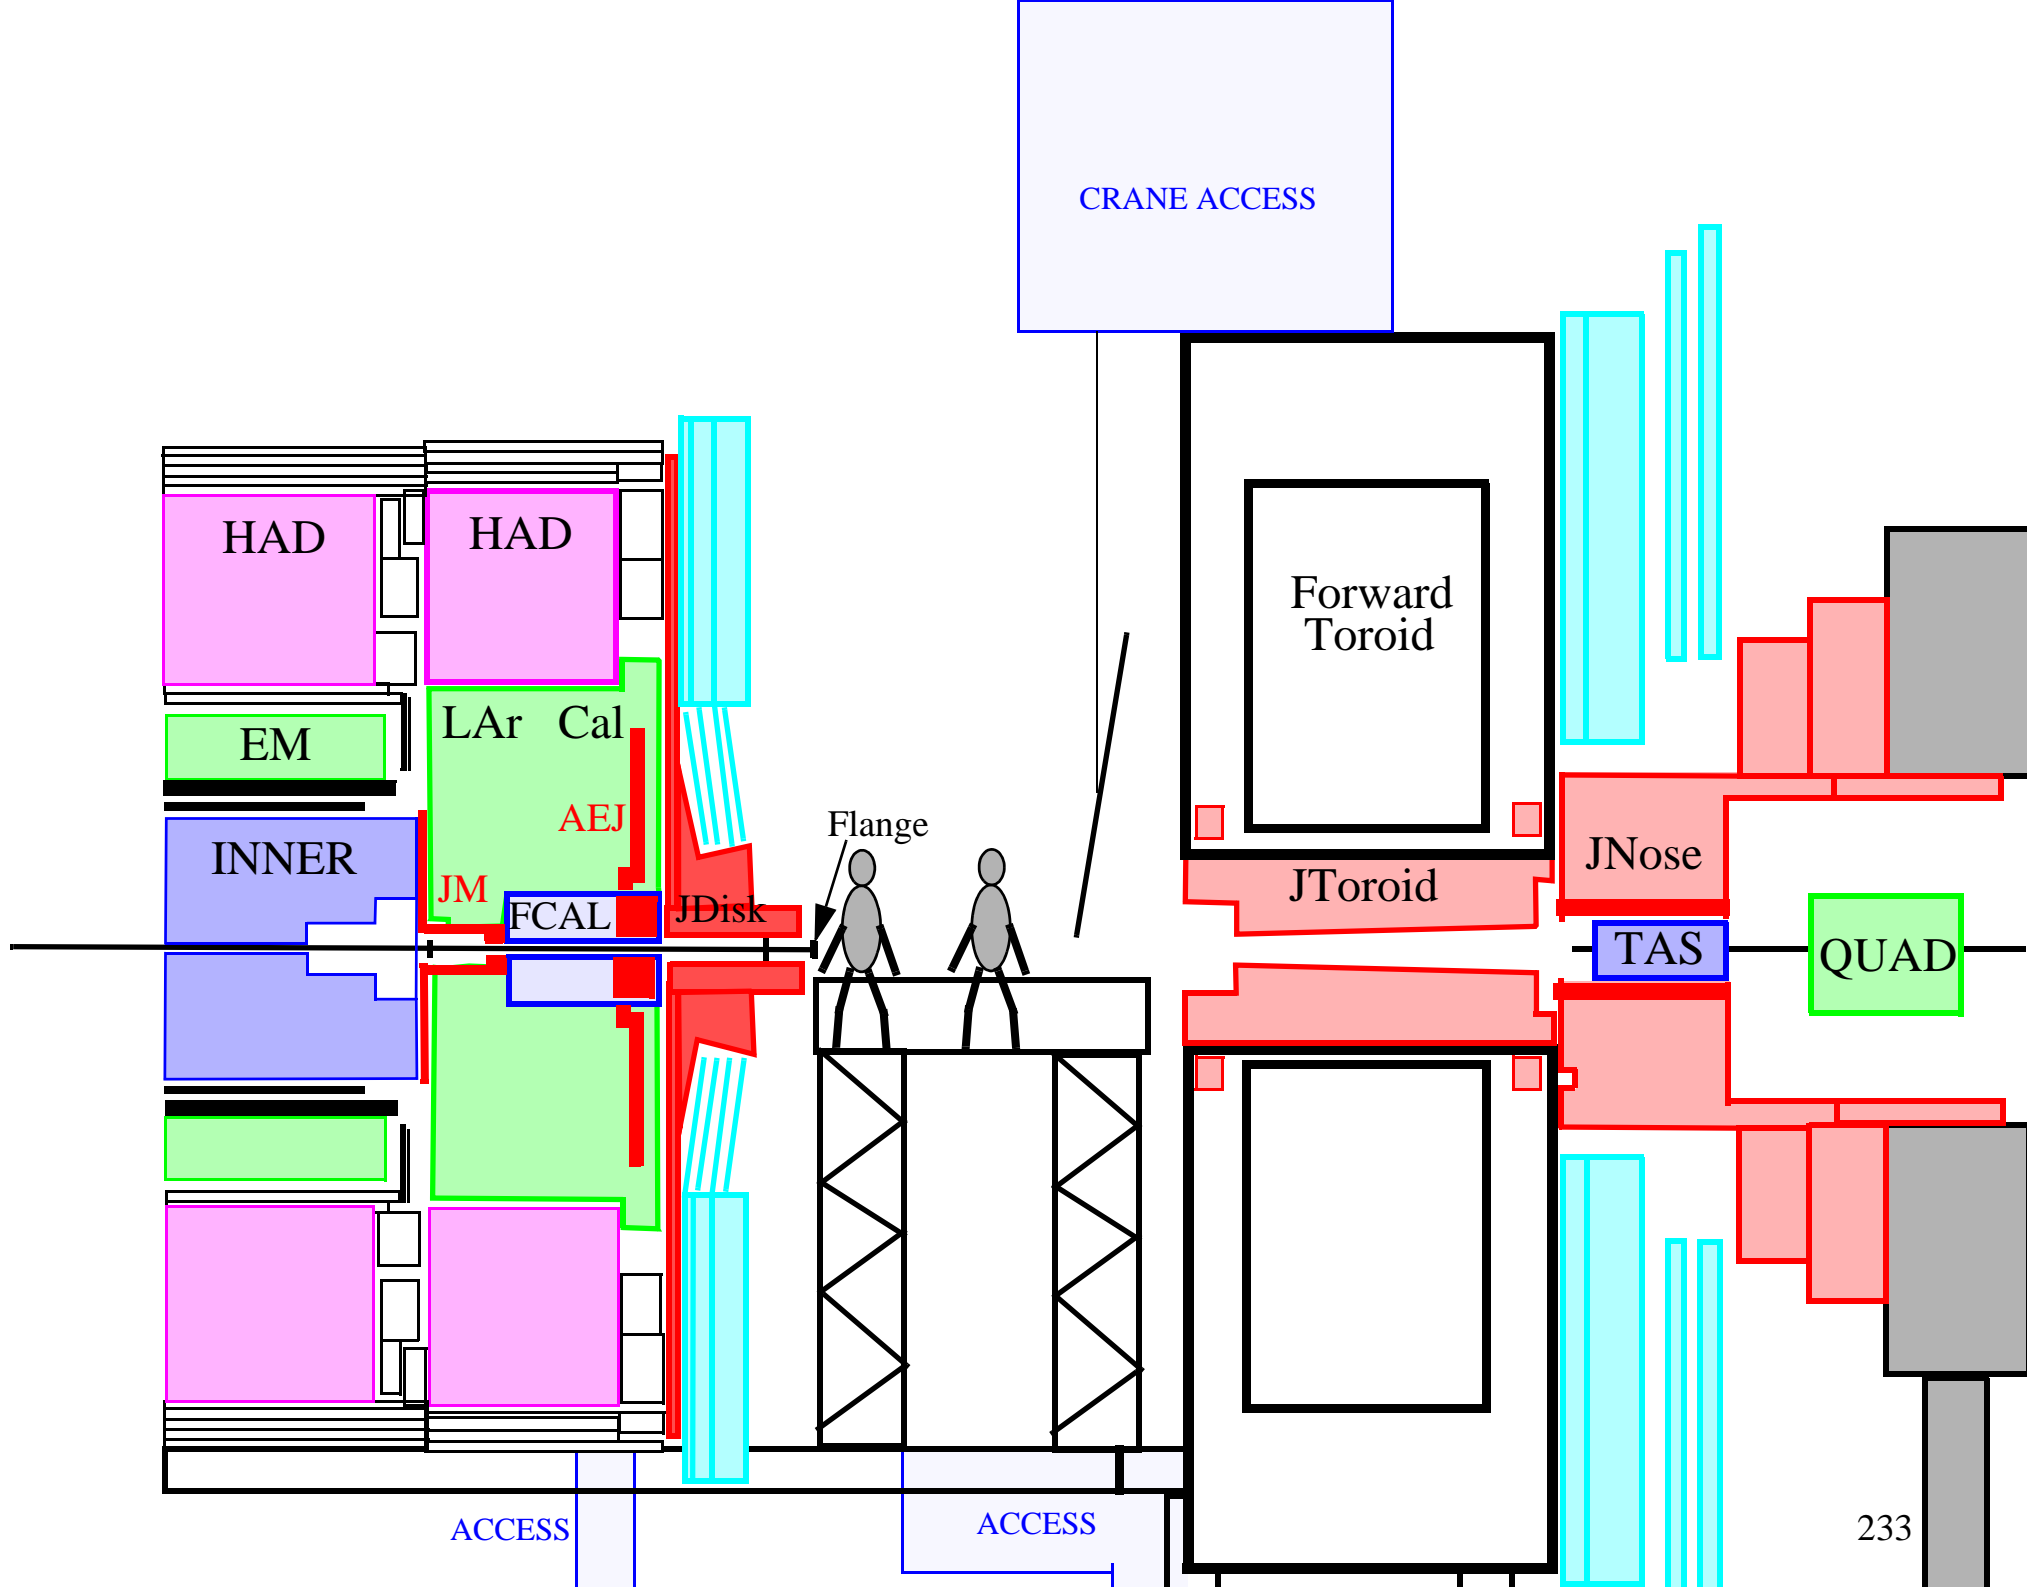 CRANE ACCESS
HAD
HAD
Forward
Toroid
LAr Cal
EM
AEJ
Flange
INNER
JM
FCAL
JDisk
JToroid
JNose
TAS
QUAD
ACCESS
ACCESS
233